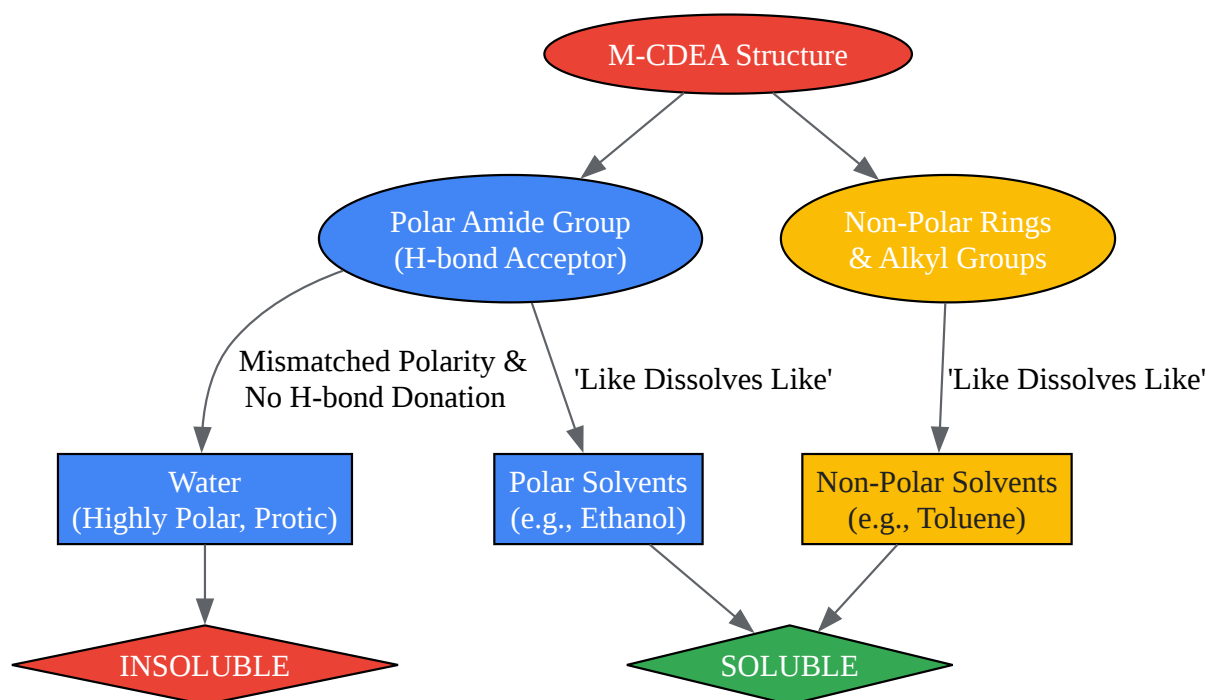 M-CDEA Structure
Polar Amide Group
(H-bond Acceptor)
Non-Polar Rings
& Alkyl Groups
Mismatched Polarity &
No H-bond Donation
'Like Dissolves Like'
'Like Dissolves Like'
Water
(Highly Polar, Protic)
Polar Solvents
(e.g., Ethanol)
Non-Polar Solvents
(e.g., Toluene)
INSOLUBLE
SOLUBLE